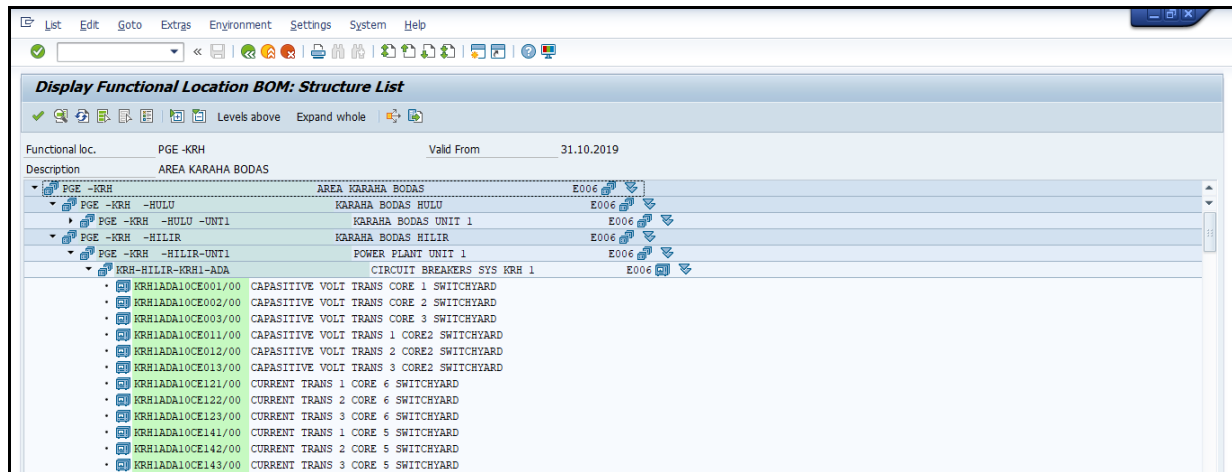 List Edit Goto Extras Environment Settings System Help
Display Functional Location BOM: Structure List
Levels above Expand whole
Functional loc. PGE -KRH Valid From 31.10.2019
Description AREA KARAHA BODAS
PGE -KRH AREA KARAHA BODAS E006
PGE -KRH -HULU KARAHA BODAS HULU E006
PGE -KRH -HULU -UNT1 KARAHA BODAS UNIT 1 E006
PGE -KRH -HILIR KARAHA BODAS HILIR E006
PGE -KRH -HILIR-UNT1 POWER PLANT UNIT 1 E006
KRH-HILIR-KRH1-ADA CIRCUIT BREAKERS SYS KRH 1 E006
KRH1ADA10CE001/00 CAPASITIVE VOLT TRANS CORE 1 SWITCHYARD
KRH1ADA10CE002/00 CAPASITIVE VOLT TRANS CORE 2 SWITCHYARD
KRH1ADA10CE003/00 CAPASITIVE VOLT TRANS CORE 3 SWITCHYARD
KRH1ADA10CE011/00 CAPASITIVE VOLT TRANS 1 CORE2 SWITCHYARD
KRH1ADA10CE012/00 CAPASITIVE VOLT TRANS 2 CORE2 SWITCHYARD
KRH1ADA10CE013/00 CAPASITIVE VOLT TRANS 3 CORE2 SWITCHYARD
KRH1ADA10CE121/00 CURRENT TRANS 1 CORE 6 SWITCHYARD
KRH1ADA10CE122/00 CURRENT TRANS 2 CORE 6 SWITCHYARD
KRH1ADA10CE123/00 CURRENT TRANS 3 CORE 6 SWITCHYARD
KRH1ADA10CE141/00 CURRENT TRANS 1 CORE 5 SWITCHYARD
KRH1ADA10CE142/00 CURRENT TRANS 2 CORE 5 SWITCHYARD
KRH1ADA10CE143/00 CURRENT TRANS 3 CORE 5 SWITCHYARD